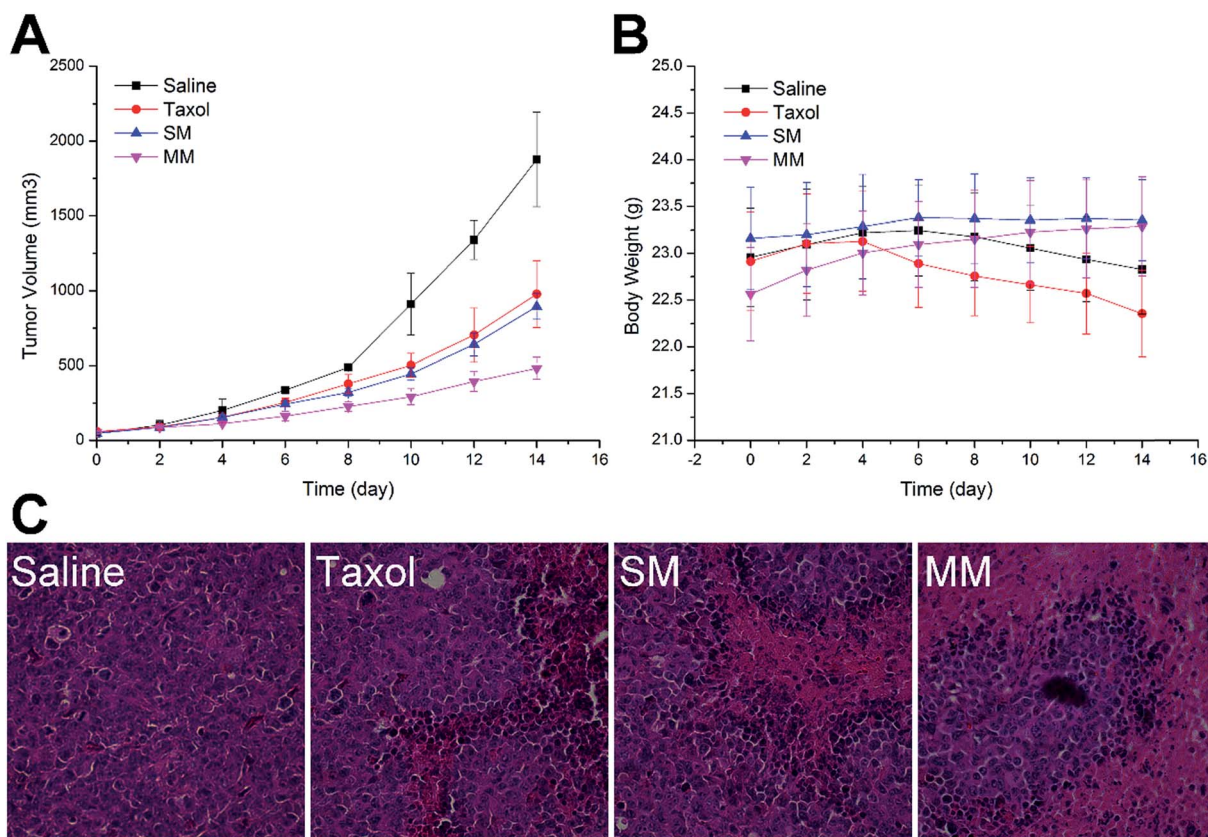 A
2500
2000
1500
1000
500
0
Tumor Volume (mm3)
Saline
Taxol
SM
MM
0 2 4 6 8 10 12 14 16
Time (day)
B
25.0
24.5
24.0
23.5
23.0
22.5
22.0
21.5
21.0
Body Weight (g)
Saline
Taxol
SM
MM
-2 0 2 4 6 8 10 12 14 16
Time (day)
C
Saline
Taxol
SM
MM